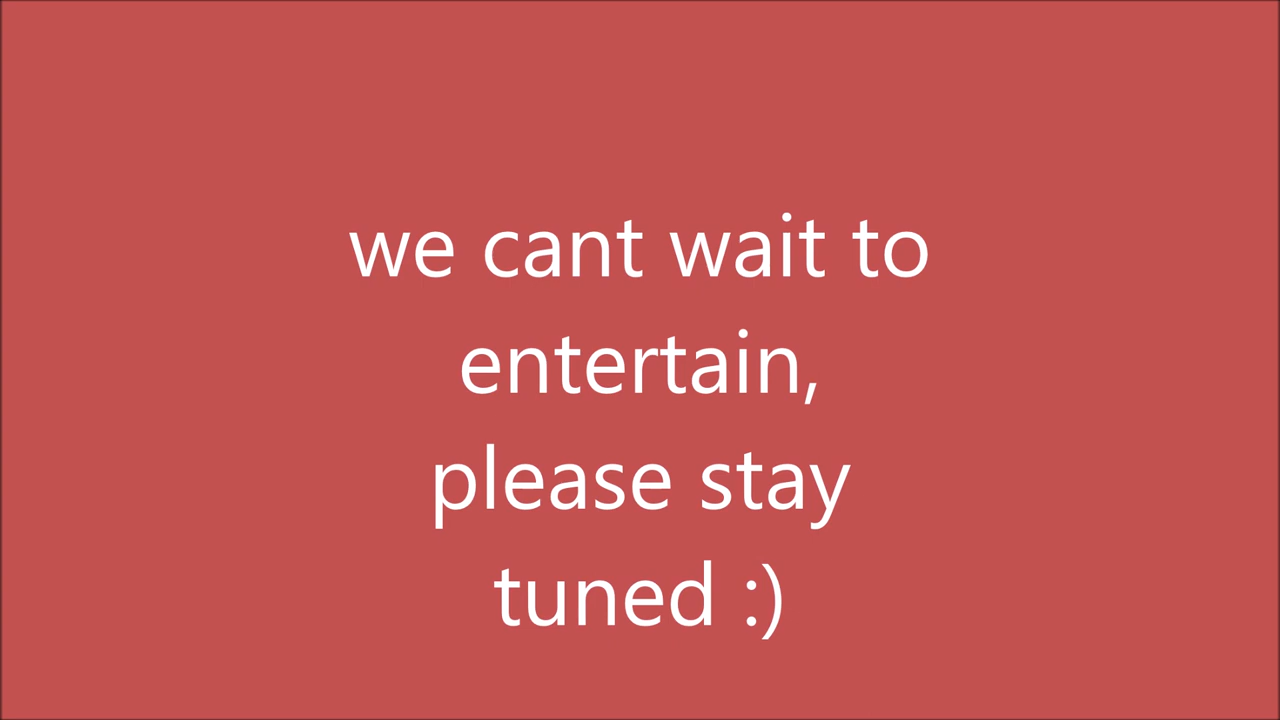 we cant wait to
entertain,
please stay
tuned :)